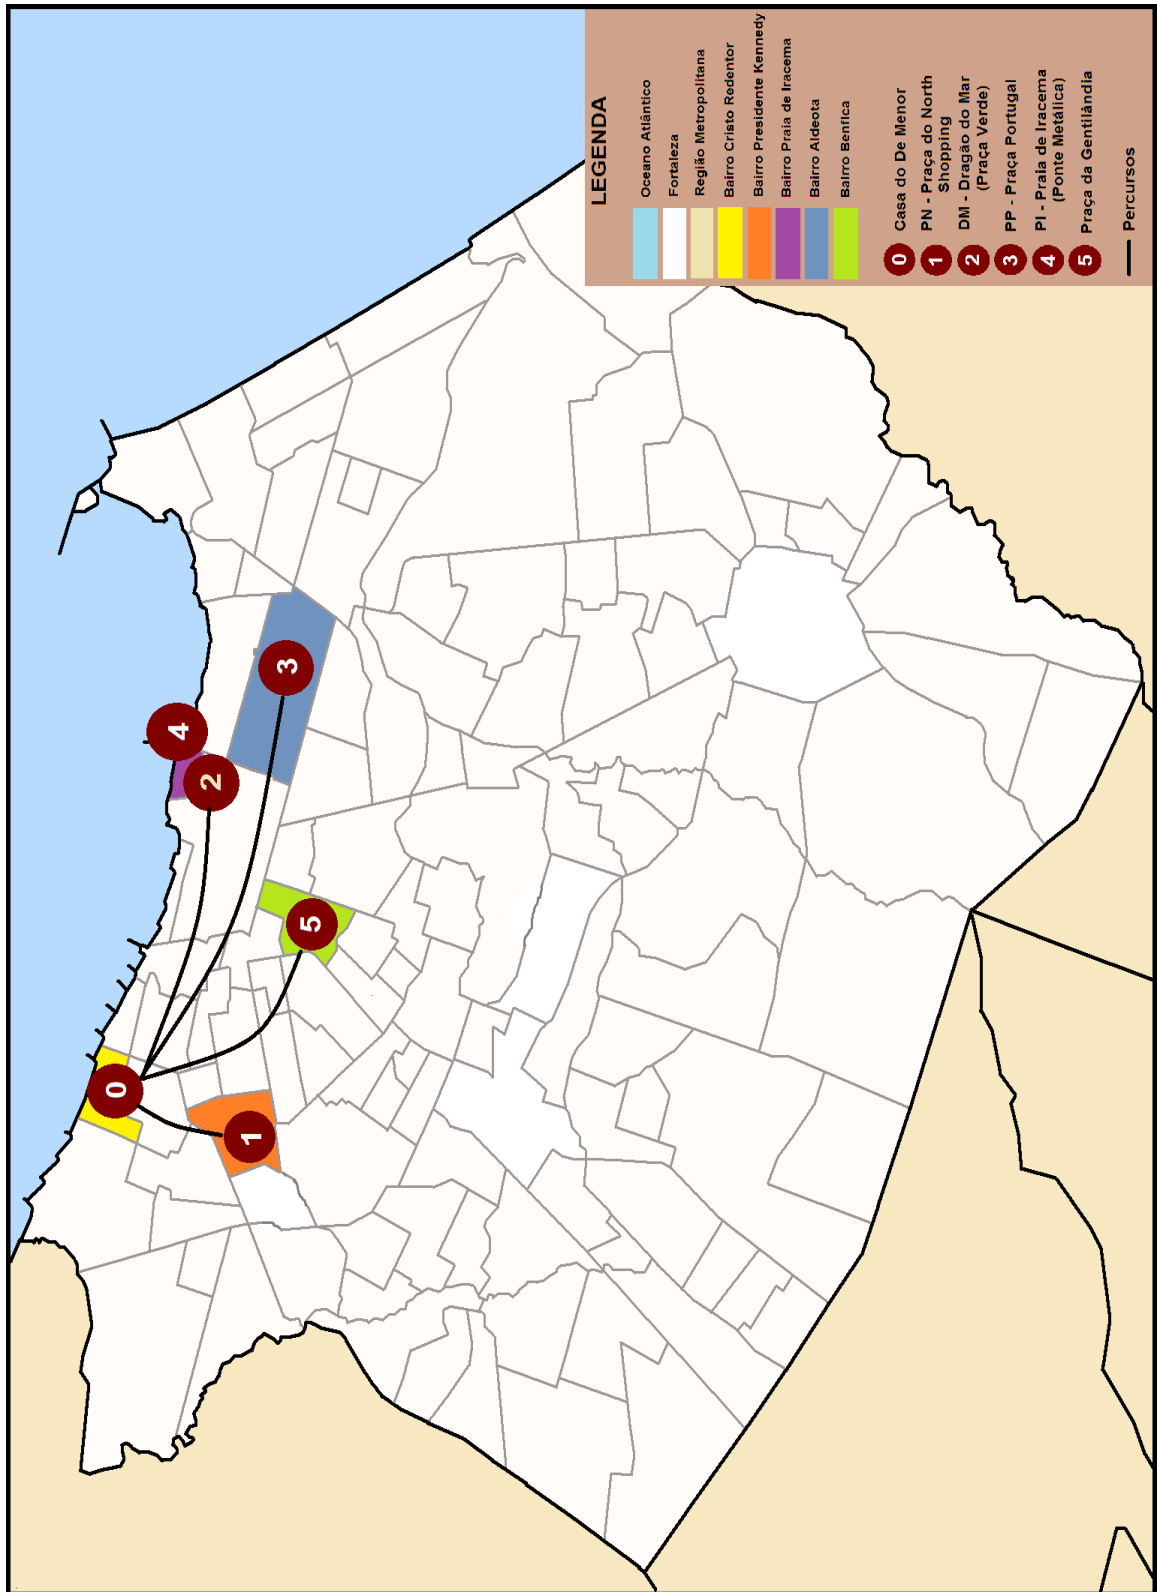 LEGENDA
Oceano Atlântico
Fortaleza
Região Metropolitana
Bairro Cristo Redentor
Bairro Presidente Kennedy
Bairro Praia de Iracema
Bairro Aldeota
Bairro Benfica
0 Casa do De Menor
1 PN - Praça do North
Shopping
2 DM - Dragão do Mar
(Praça Verde)
3 PP - Praça Portugal
4 PI - Praia de Iracema
(Ponte Metálica)
5 Praça da Gentilândia
Percursos
0
1
2
3
4
5